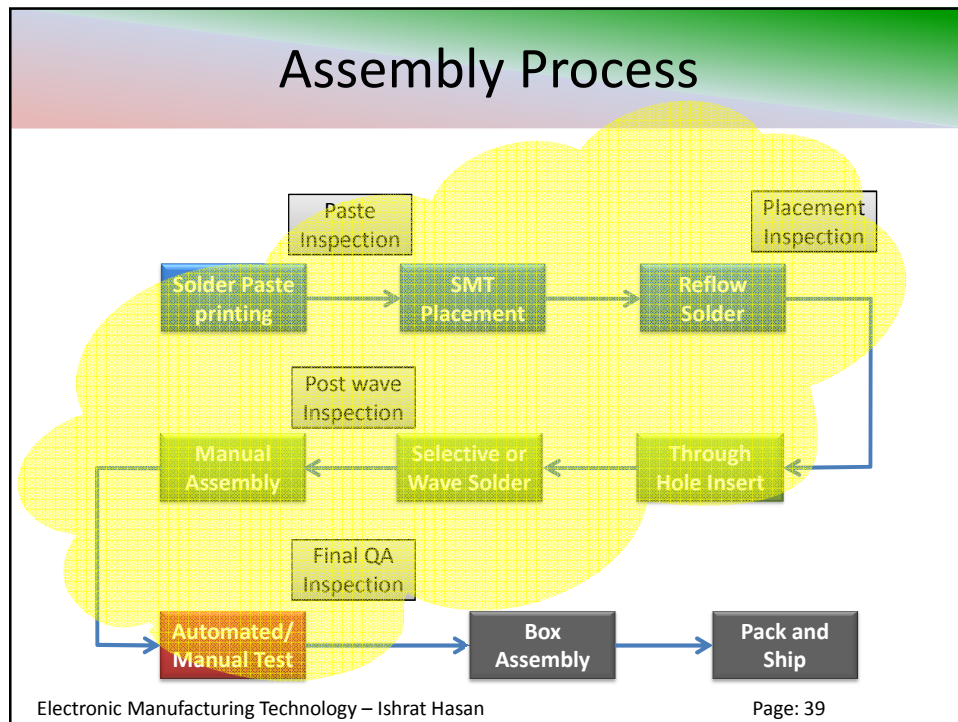 Assembly Process
Paste
Inspection
Placement
Inspection
Solder Paste
printing
SMT
Placement
Reflow
Solder
Post wave
Inspection
Manual
Assembly
Selective or
Wave Solder
Through
Hole Insert
Final QA
Inspection
Automated/
Manual Test
Box
Assembly
Pack and
Ship
Electronic Manufacturing Technology – Ishrat Hasan
Page: 39